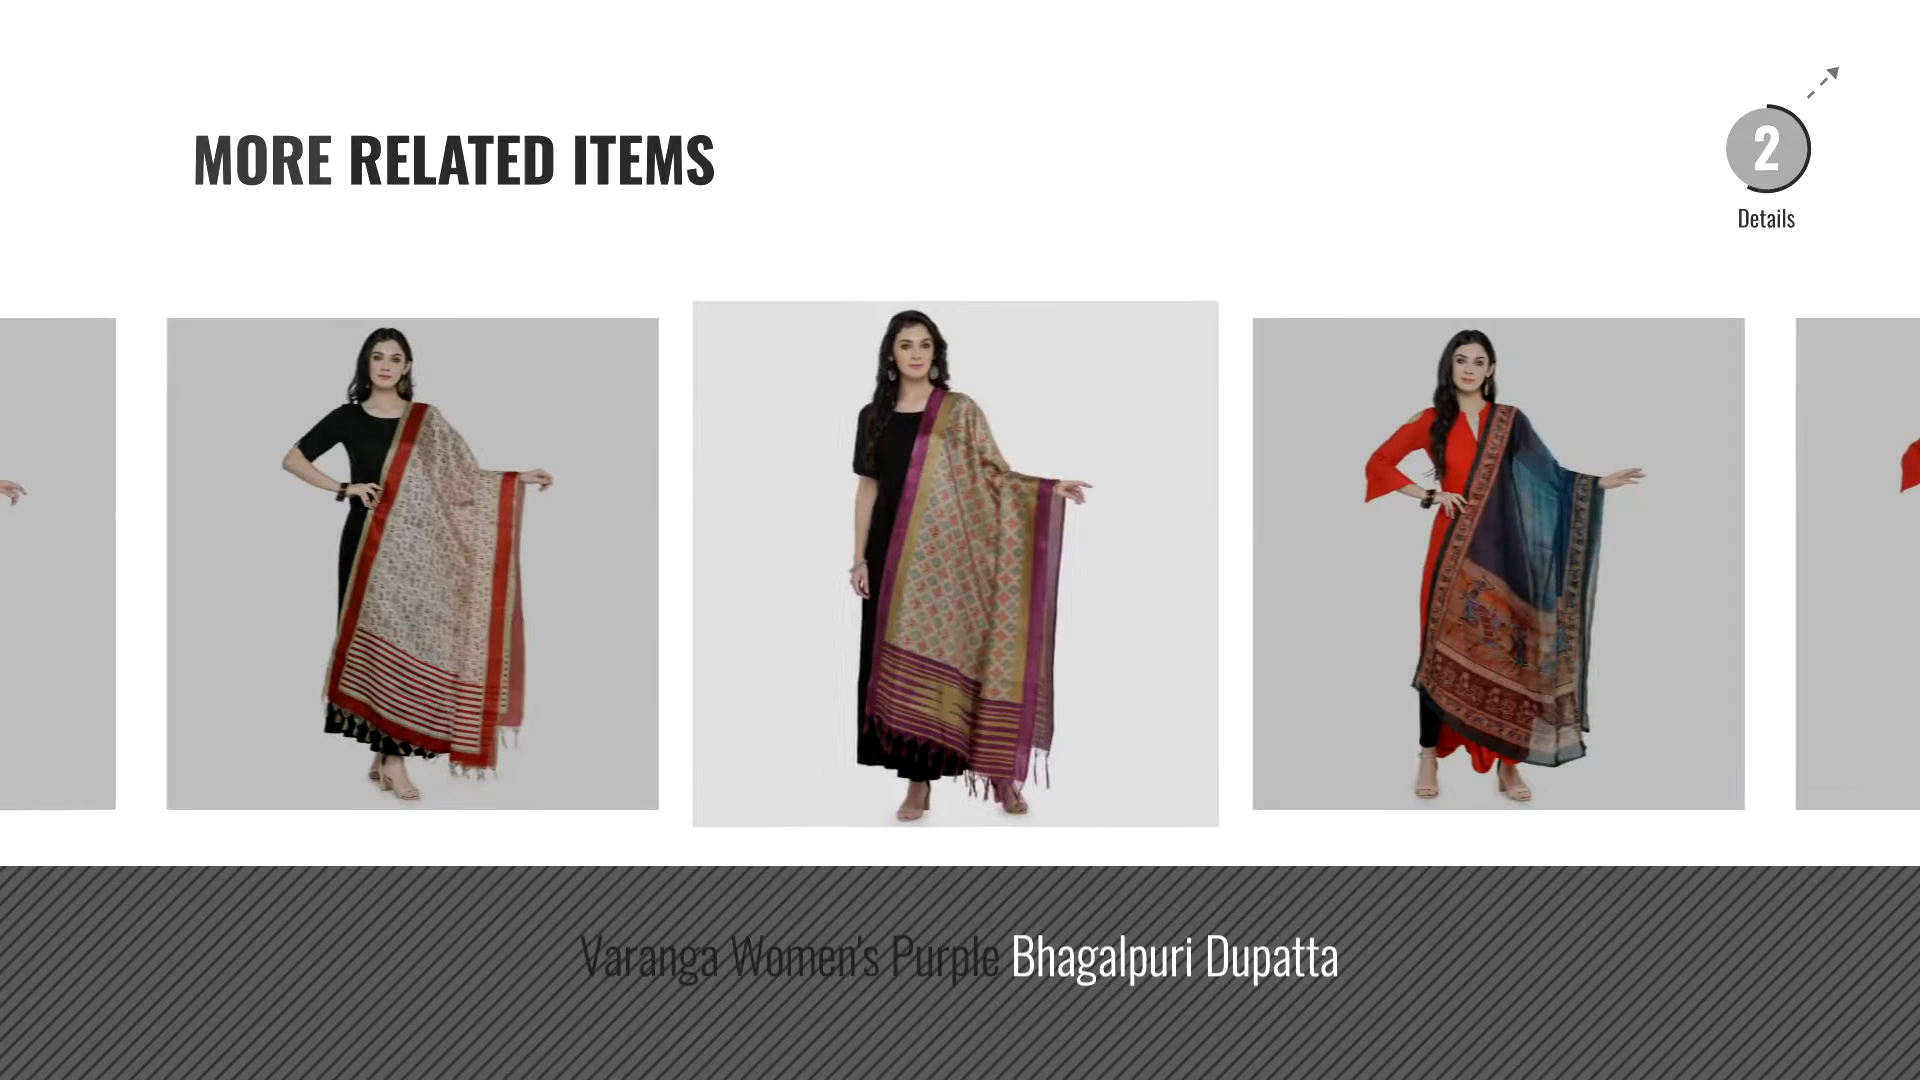 MORE RELATED ITEMS
2
Details
Varanga Women's Purple Bhagalpuri Dupatta